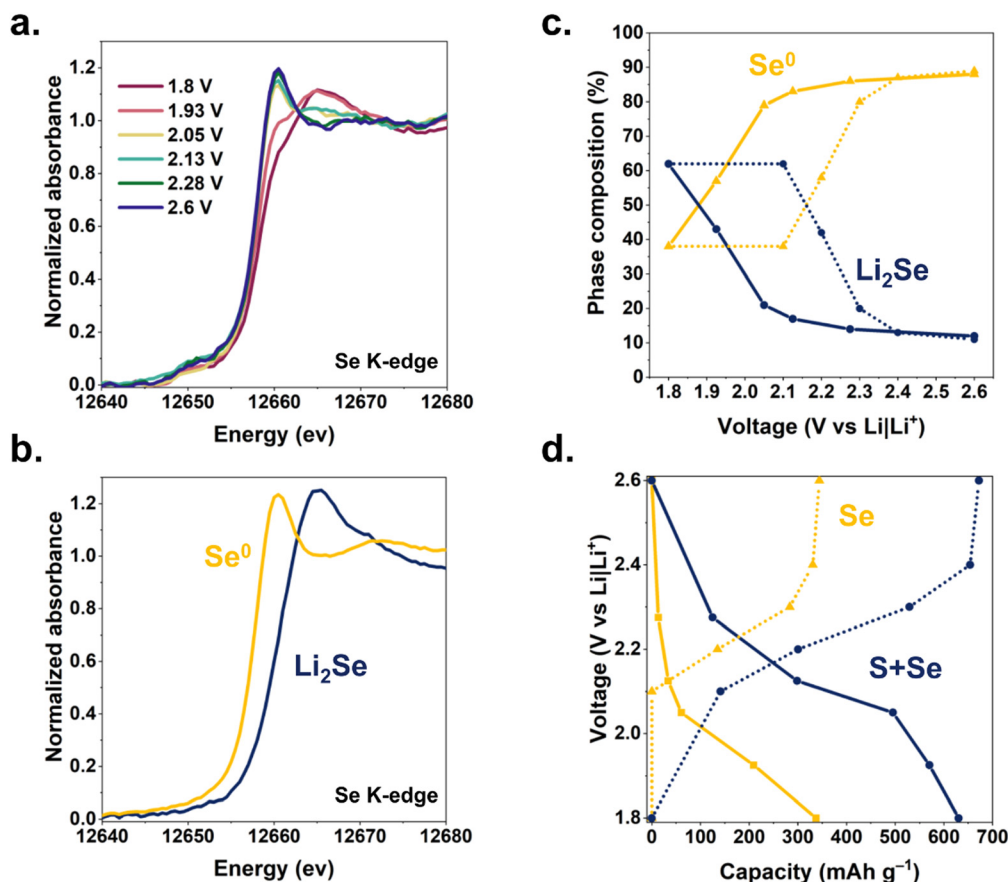 a.
1.2
1.0
0.8
0.6
0.4
0.2
0.0
Normalized absorbance
1.8 V
1.93 V
2.05 V
2.13 V
2.28 V
2.6 V
Se K-edge
12640 12650 12660 12670 12680
Energy (ev)
b.
1.2
1.0
0.8
0.6
0.4
0.2
0.0
Normalized absorbance
Se⁰
Li₂Se
Se K-edge
12640 12650 12660 12670 12680
Energy (ev)
c.
100
90
80
70
60
50
40
30
20
10
0
Phase composition (%)
Se⁰
Li₂Se
1.8 1.9 2.0 2.1 2.2 2.3 2.4 2.5 2.6
Voltage (V vs Li|Li⁺)
d.
2.6
2.4
2.2
2.0
1.8
Voltage (V vs Li|Li⁺)
Se
S+Se
0 100 200 300 400 500 600 700
Capacity (mAh g⁻¹)